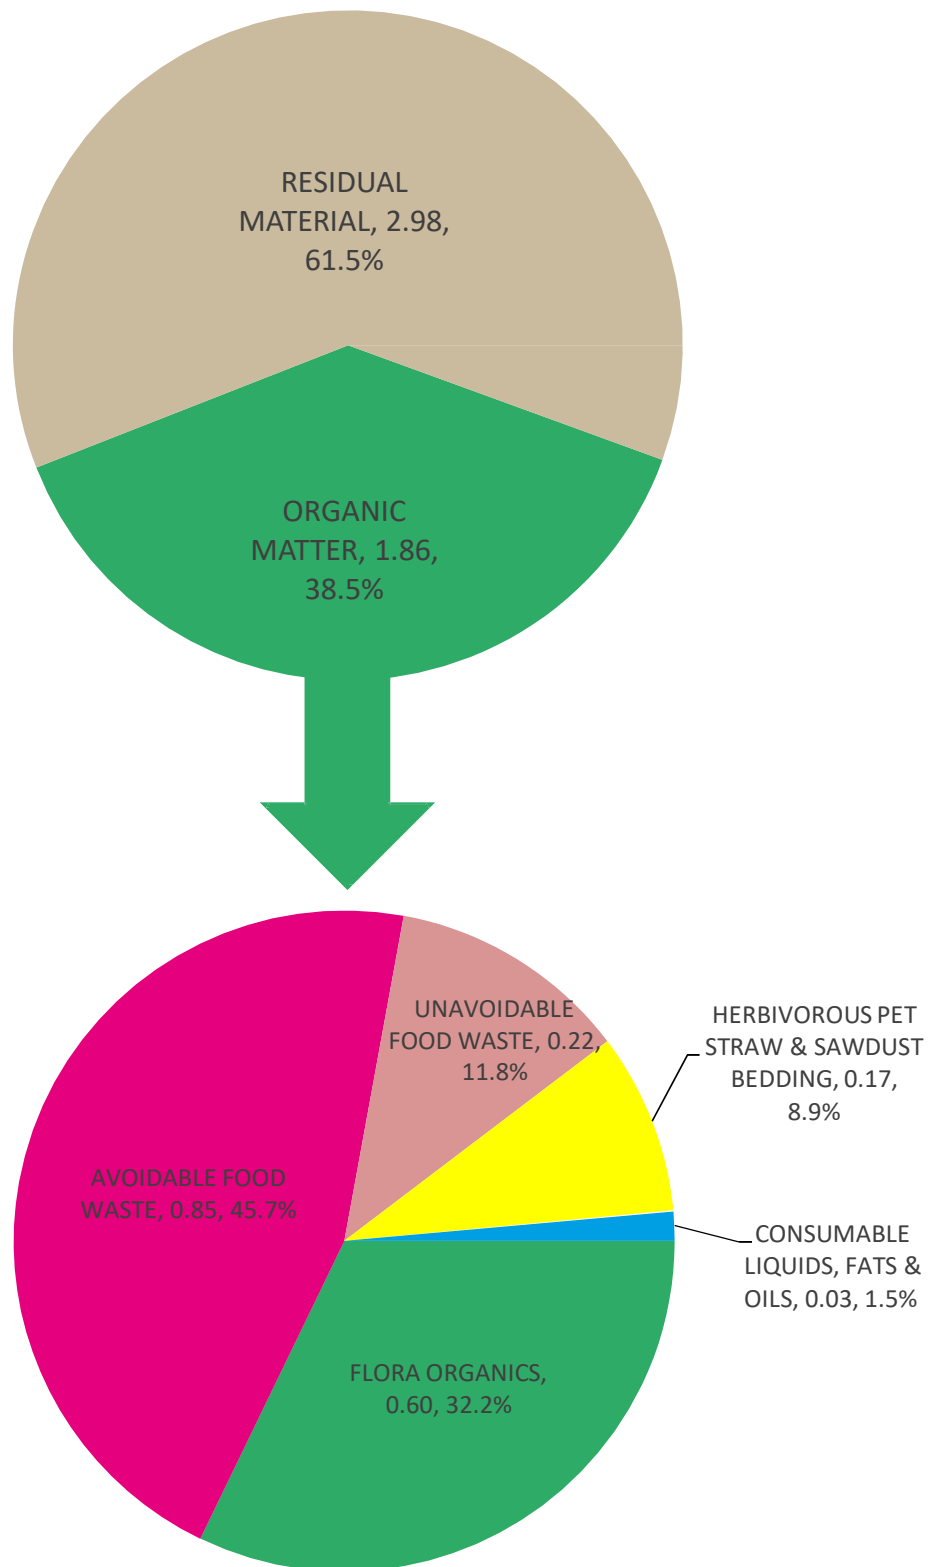 RESIDUAL
MATERIAL, 2.98,
61.5%
ORGANIC
MATTER, 1.86,
38.5%
UNAVOIDABLE
FOOD WASTE, 0.22,
11.8%
HERBIVOROUS PET
STRAW & SAWDUST
BEDDING, 0.17,
8.9%
AVOIDABLE FOOD
WASTE, 0.85, 45.7%
CONSUMABLE
LIQUIDS, FATS &
OILS, 0.03, 1.5%
FLORA ORGANICS,
0.60, 32.2%